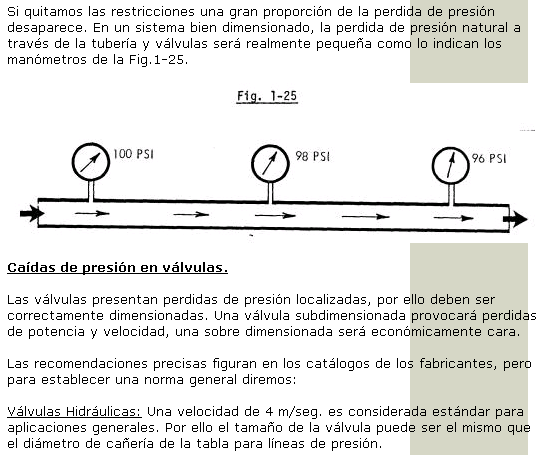 Si quitamos las restricciones una gran proporción de la perdida de presión
desaparece. En un sistema bien dimensionado, la perdida de presión natural a
través de la tubería y válvulas será realmente pequeña como lo indican los
manómetros de la Fig.1-25.
Fig. 1-25
100 PSI
98 PSI
96 PSI
Caídas de presión en válvulas.
Las válvulas presentan perdidas de presión localizadas, por ello deben ser
correctamente dimensionadas. Una válvula subdimensionada provocará perdidas
de potencia y velocidad, una sobre dimensionada será económicamente cara.
Las recomendaciones precisas figuran en los catálogos de los fabricantes, pero
para establecer una norma general diremos:
Válvulas Hidráulicas: Una velocidad de 4 m/seg. es considerada estándar para
aplicaciones generales. Por ello el tamaño de la válvula puede ser el mismo que
el diámetro de cañería de la tabla para líneas de presión.